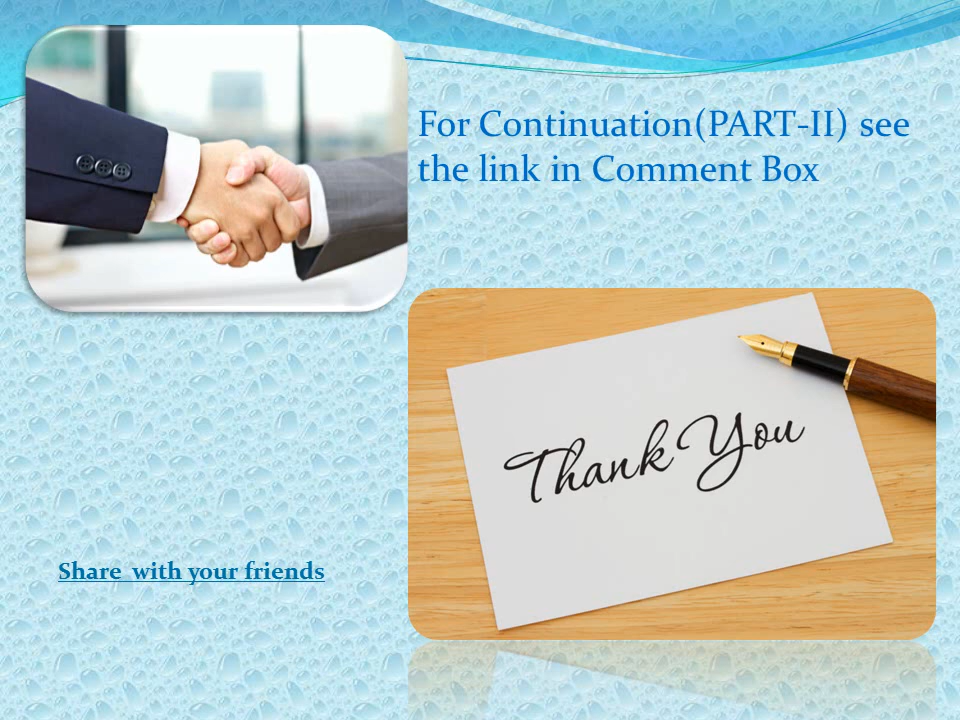 For Continuation(PART-II) see
the link in Comment Box
Thank You
Share with your friends